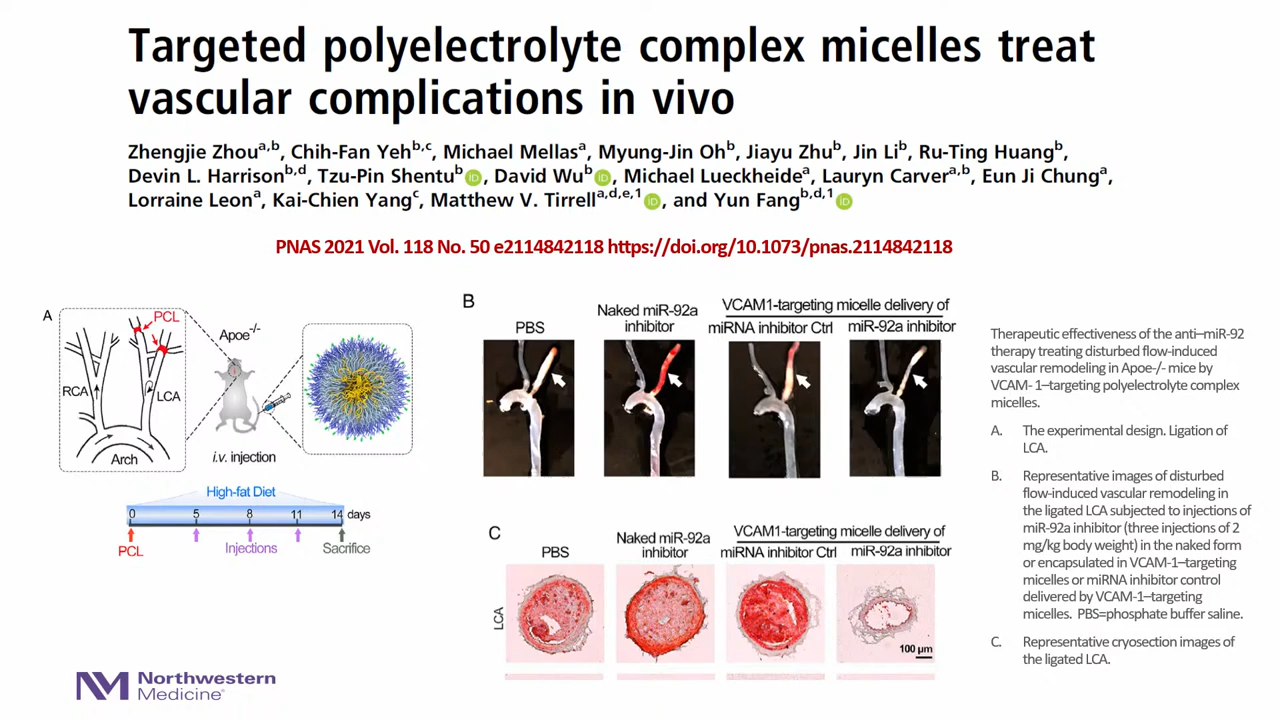 Targeted polyelectrolyte complex micelles treat
vascular complications in vivo
Zhengjie Zhou^a,b, Chih-Fan Yeh^b,c, Michael Mellas^a, Myung-Jin Oh^b, Jiayu Zhu^b, Jin Li^b, Ru-Ting Huang^b,
Devin L. Harrison^b,d, Tzu-Pin Shentu^b iD, David Wu^b iD, Michael Lueckheide^a, Lauryn Carver^a,b, Eun Ji Chung^a,
Lorraine Leon^a, Kai-Chien Yang^c, Matthew V. Tirrell^a,d,e,1 iD, and Yun Fang^b,d,1 iD
PNAS 2021 Vol. 118 No. 50 e2114842118 https://doi.org/10.1073/pnas.2114842118
A
PCL
Apoe-/-
RCA
LCA
Arch
i.v. injection
High-fat Diet
0 5 8 11 14 days
PCL Injections Sacrifice
B
PBS
Naked miR-92a
inhibitor
VCAM1-targeting micelle delivery of
miRNA inhibitor Ctrl miR-92a inhibitor
C
PBS
Naked miR-92a
inhibitor
VCAM1-targeting micelle delivery of
miRNA inhibitor Ctrl miR-92a inhibitor
LCA
100 µm
Therapeutic effectiveness of the anti–miR-92
therapy treating disturbed flow-induced
vascular remodeling in Apoe-/- mice by
VCAM- 1–targeting polyelectrolyte complex
micelles.
A. The experimental design. Ligation of
LCA.
B. Representative images of disturbed
flow-induced vascular remodeling in
the ligated LCA subjected to injections of
miR-92a inhibitor (three injections of 2
mg/kg body weight) in the naked form
or encapsulated in VCAM-1–targeting
micelles or miRNA inhibitor control
delivered by VCAM-1–targeting
micelles. PBS=phosphate buffer saline.
C. Representative cryosection images of
the ligated LCA.
NM Northwestern
Medicine®